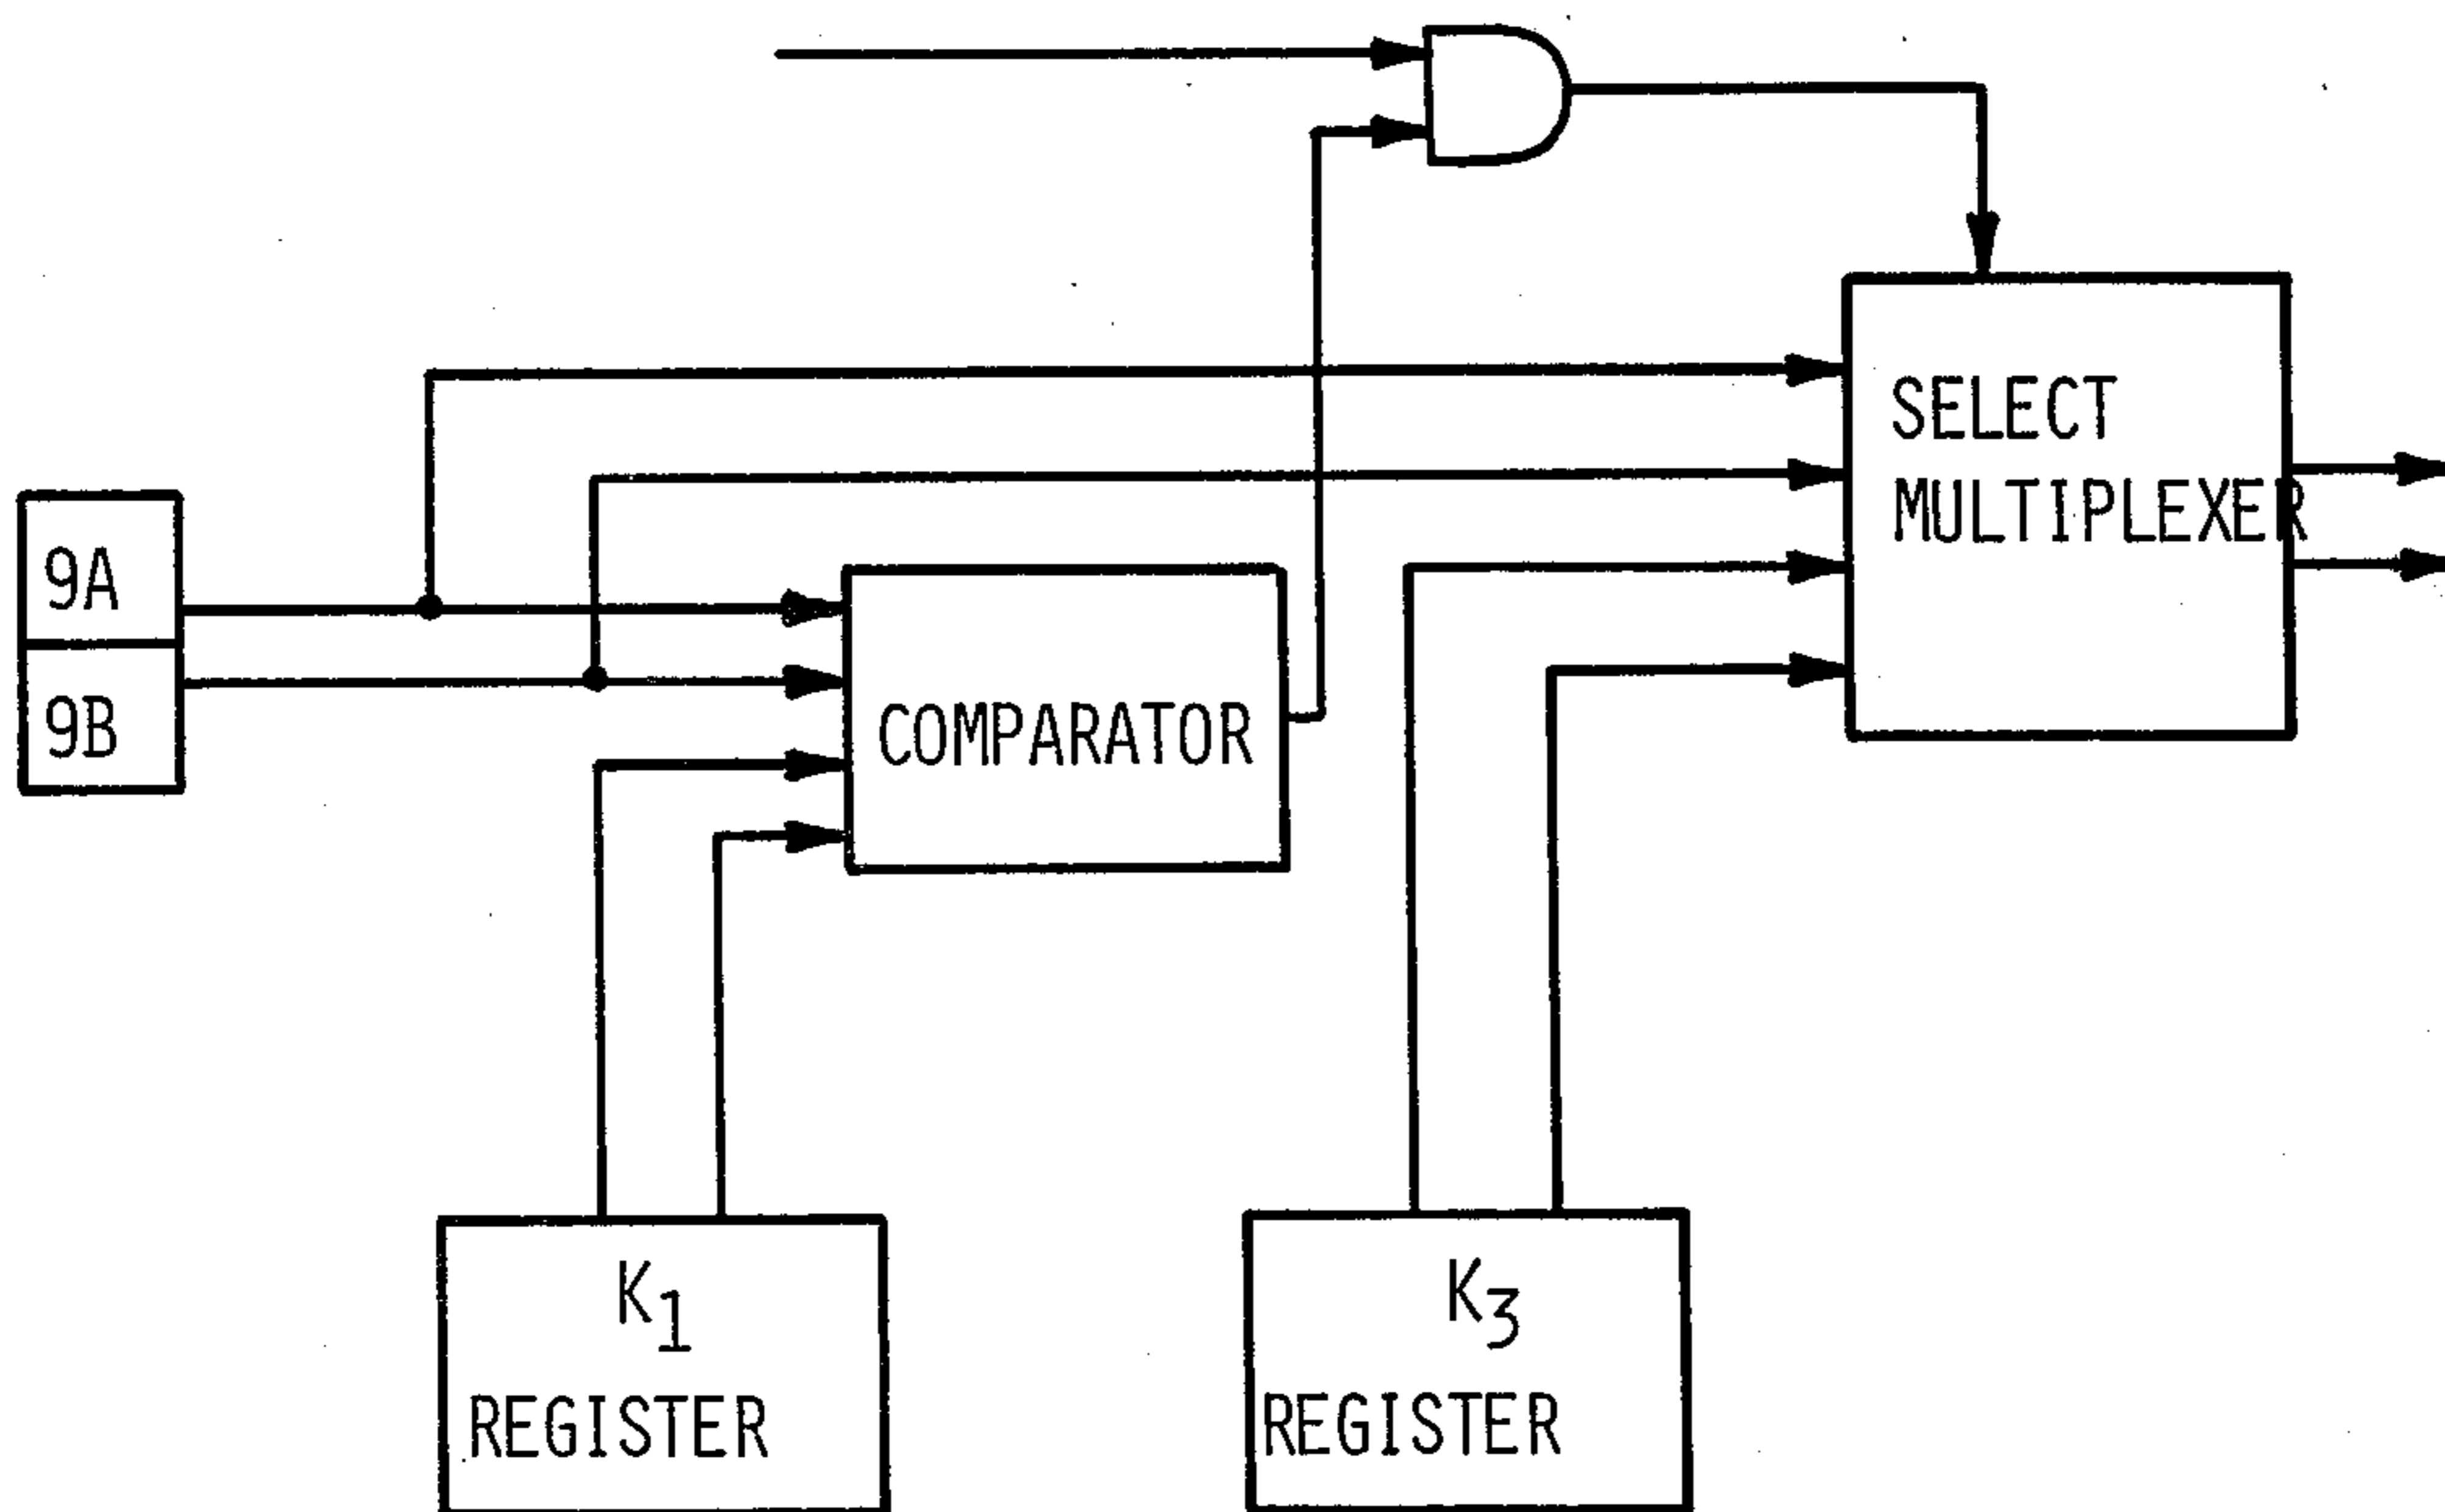 SELECT
MULTIPLEXER
9A
9B
COMPARATOR
K1
REGISTER
K3
REGISTER